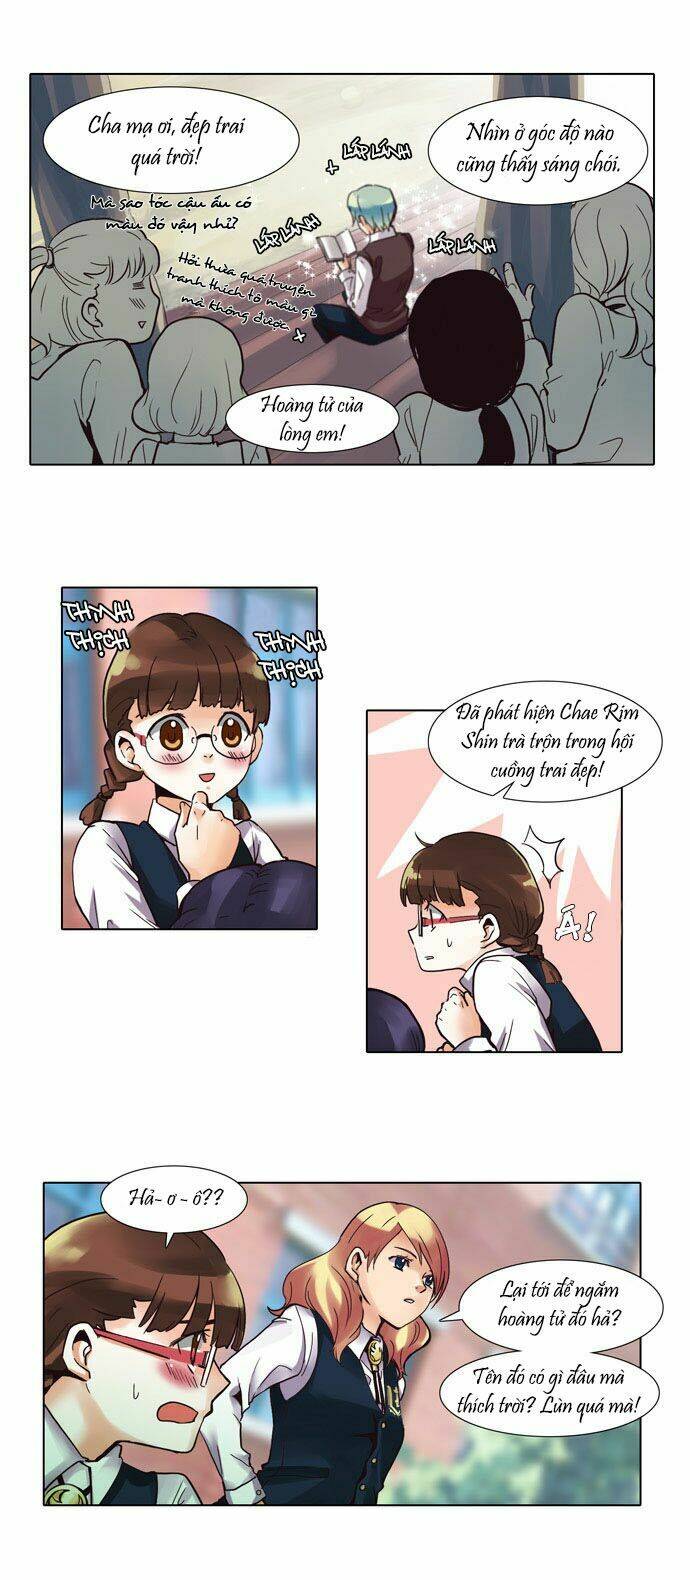 Cha mạ ơi, đẹp trai
quá trời!
LẤP LÁNH
Nhìn ở góc độ nào
cũng thấy sáng chói.
Mà sao tóc cậu ấu có
màu đó vậy nhỉ?
LẤP LÁNH
LẤP LÁNH
Hỏi thừa quá, truyện
tranh thích tô màu gì
mà không được
Hoàng tử của
lòng em!
THỊNH
THỊCH
THỊNH
THỊCH
Đã phát hiện Chae Rim
Shin trà trộn trong hội
cuồng trai đẹp!
Á!
Hả- ơ - ô??
Lại tới để ngắm
hoàng tử đó hả?
Tên đó có gì đâu mà
thích trời? Lùn quá mà!